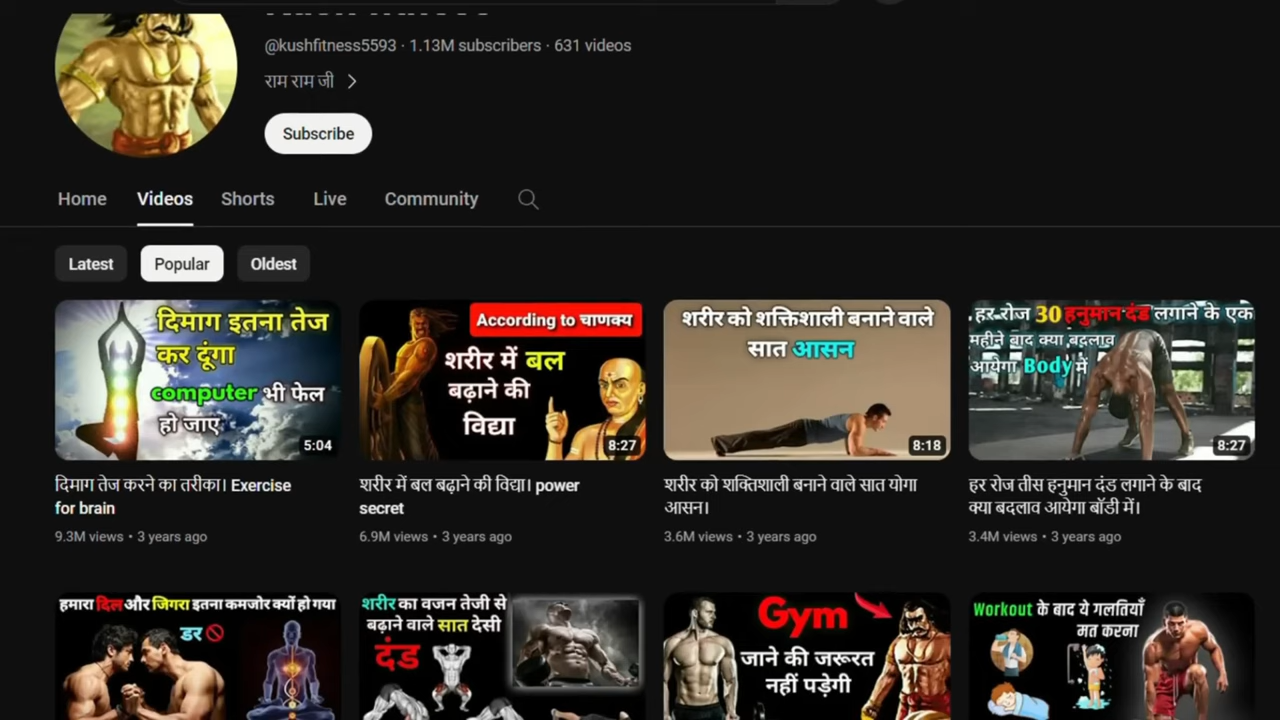 @kushfitness5593 · 1.13M subscribers · 631 videos
राम राम जी
Subscribe
Home Videos Shorts Live Community
Latest Popular Oldest
दिमाग इतना तेज
कर दूंगा
computer भी फेल
हो जाए
5:04
According to चाणक्य
शरीर में बल
बढ़ाने की
विद्या
8:27
शरीर को शक्तिशाली बनाने वाले
सात आसन
8:18
हर रोज 30 हनुमान दंड लगाने के एक
महीने बाद क्या बदलाव
आयेगा Body में
8:27
दिमाग तेज करने का तरीका। Exercise
for brain
9.3M views • 3 years ago
शरीर में बल बढ़ाने की विद्या। power
secret
6.9M views • 3 years ago
शरीर को शक्तिशाली बनाने वाले सात योगा
आसन।
3.6M views • 3 years ago
हर रोज तीस हनुमान दंड लगाने के बाद
क्या बदलाव आयेगा बॉडी में।
3.4M views • 3 years ago
हमारा दिल और जिगरा इतना कमजोर क्यों हो गया
डर
शरीर का वजन तेजी से
बढ़ाने वाले सात देसी
दंड
Gym
जाने की जरूरत
नहीं पड़ेगी
Workout के बाद ये गलतियाँ
मत करना